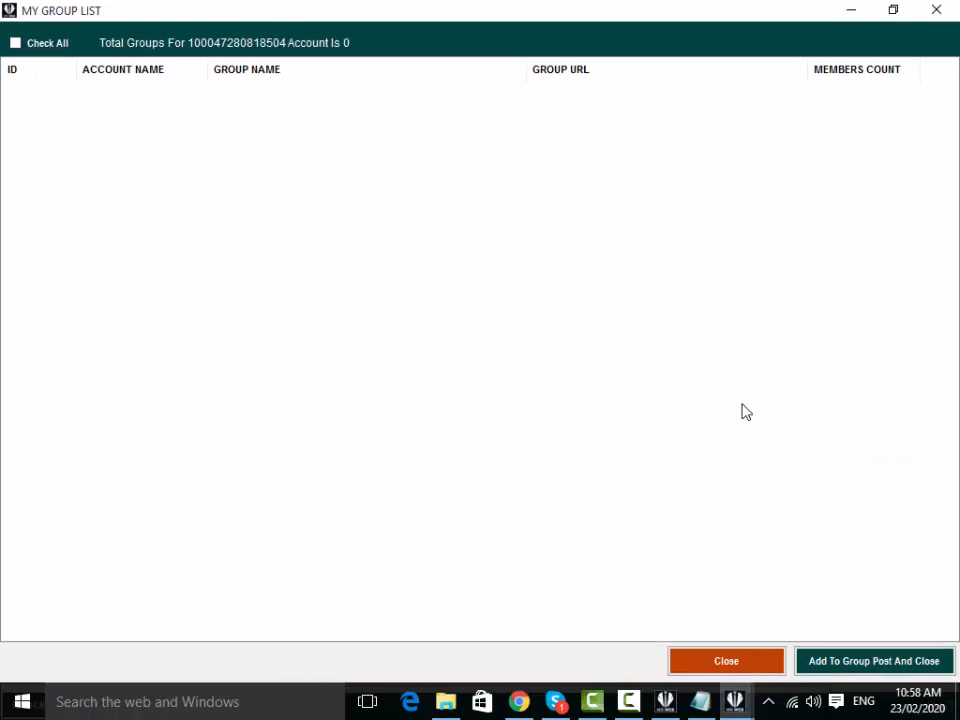 MY GROUP LIST
Check All Total Groups For 100047280818504 Account Is 0
ID ACCOUNT NAME GROUP NAME GROUP URL MEMBERS COUNT
Close Add To Group Post And Close
Search the web and Windows ENG 10:58 AM
23/02/2020